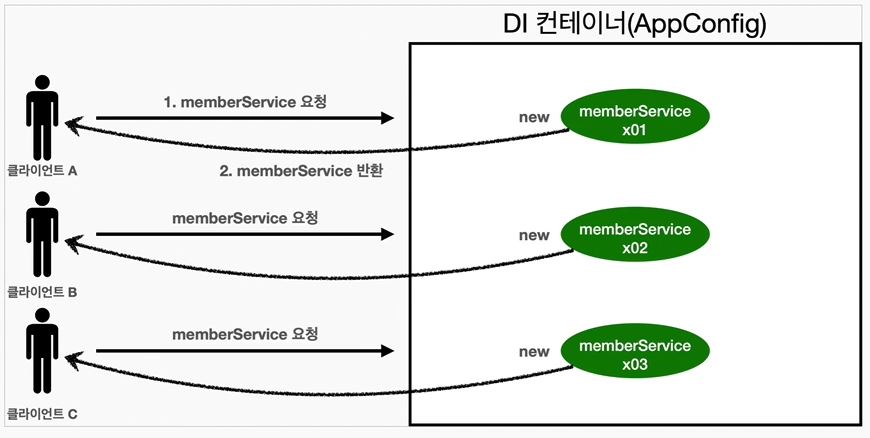 DI 컨테이너(AppConfig)
1. memberService 요청
new
memberService
x01
클라이언트 A
2. memberService 반환
memberService 요청
new
memberService
x02
클라이언트 B
memberService 요청
new
memberService
x03
클라이언트 C